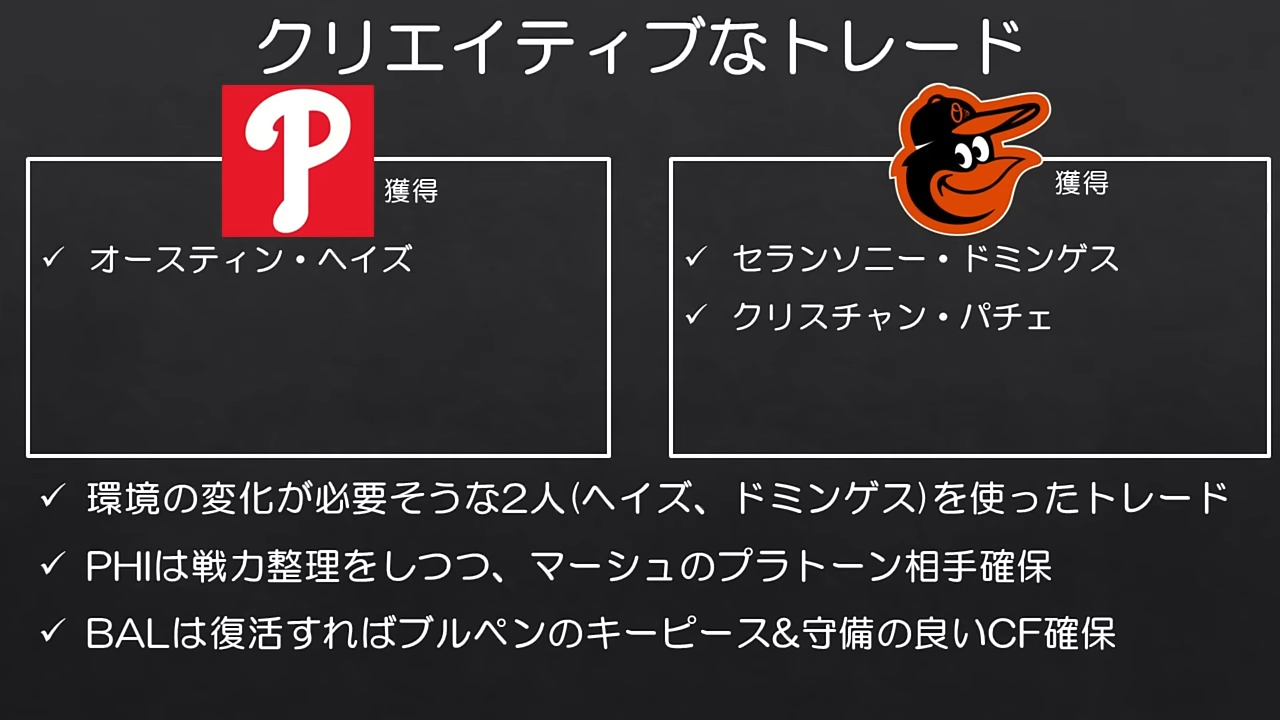 クリエイティブなトレード
P
獲得
獲得
✓ オースティン・ヘイズ
✓ セランソニー・ドミンゲス
✓ クリスチャン・パチェ
✓ 環境の変化が必要そうな2人(ヘイズ、ドミンゲス)を使ったトレード
✓ PHIは戦力整理をしつつ、マーシュのプラトーン相手確保
✓ BALは復活すればブルペンのキーピース&守備の良いCF確保